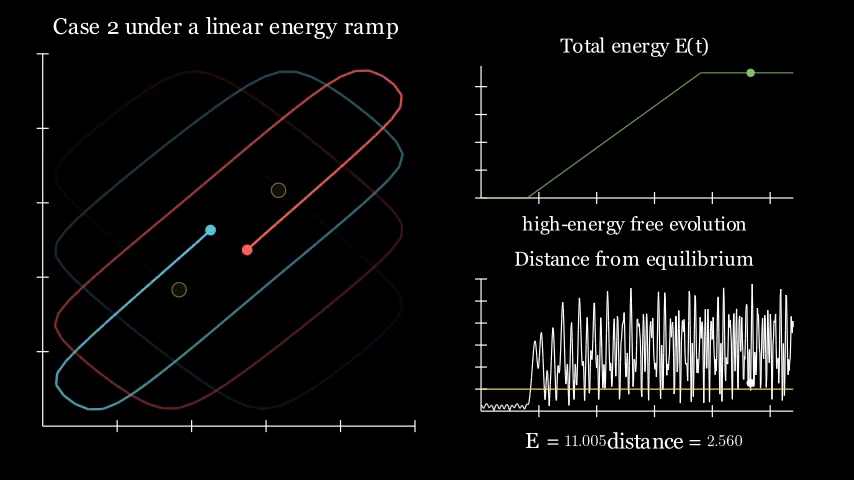 Case 2 under a linear energy ramp
Total energy E(t)
high-energy free evolution
Distance from equilibrium
E = 11.005distance = 2.560